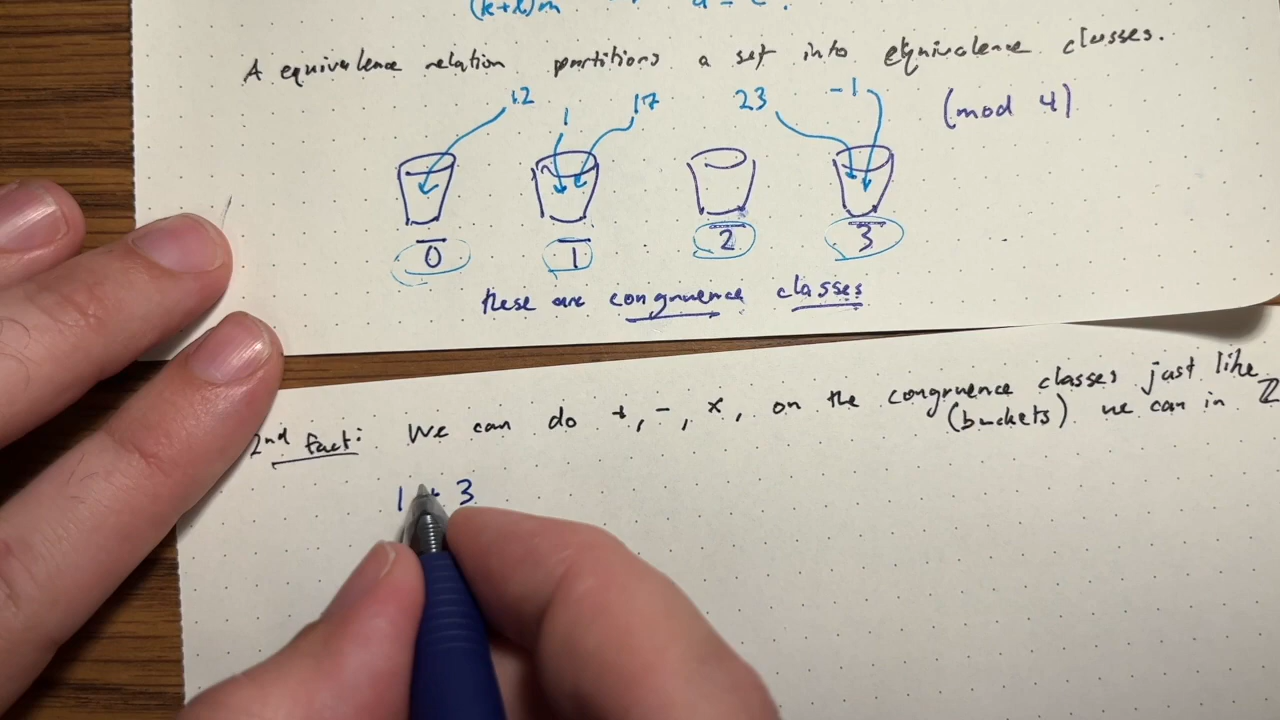 (k+l)m
A equivalence relation partitions a set into equivalence classes.
12 1 17 23 -1 (mod 4)
0 1 2 3
these are congruence classes
2nd fact: We can do +, -, ×, on the congruence classes just like
(buckets) we can in ℤ
1 + 3